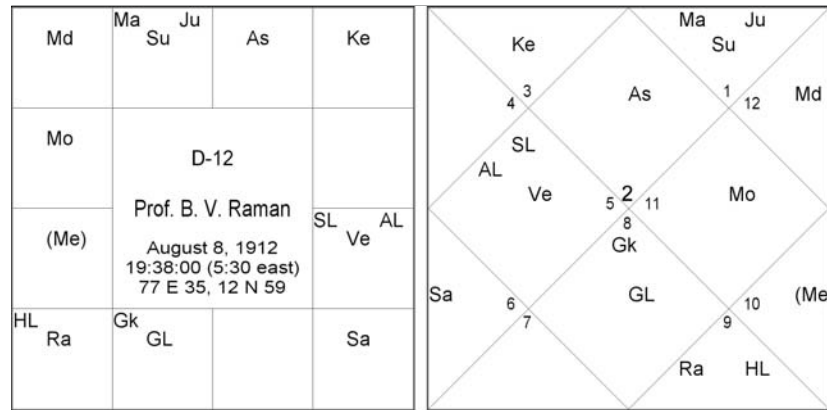 Md
Ma Ju
Su
As
Ke
Mo
D-12
Prof. B. V. Raman
(Me)
August 8, 1912
19:38:00 (5:30 east)
77 E 35, 12 N 59
SL AL
Ve
HL
Ra
Gk
GL
Sa
Ma Ju
Su
Ke
As
3
4
1
12
Md
SL
AL
Ve
2
5
11
8
Mo
Gk
Sa
6
7
GL
10
9
(Me
Ra HL